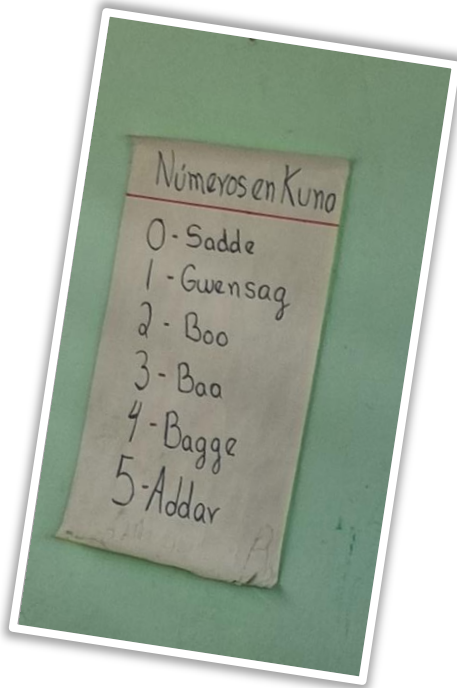 Números en Kuna
0 - Sadde
1 - Gwensag
2 - Boo
3 - Baa
4 - Bagge
5 - Addar